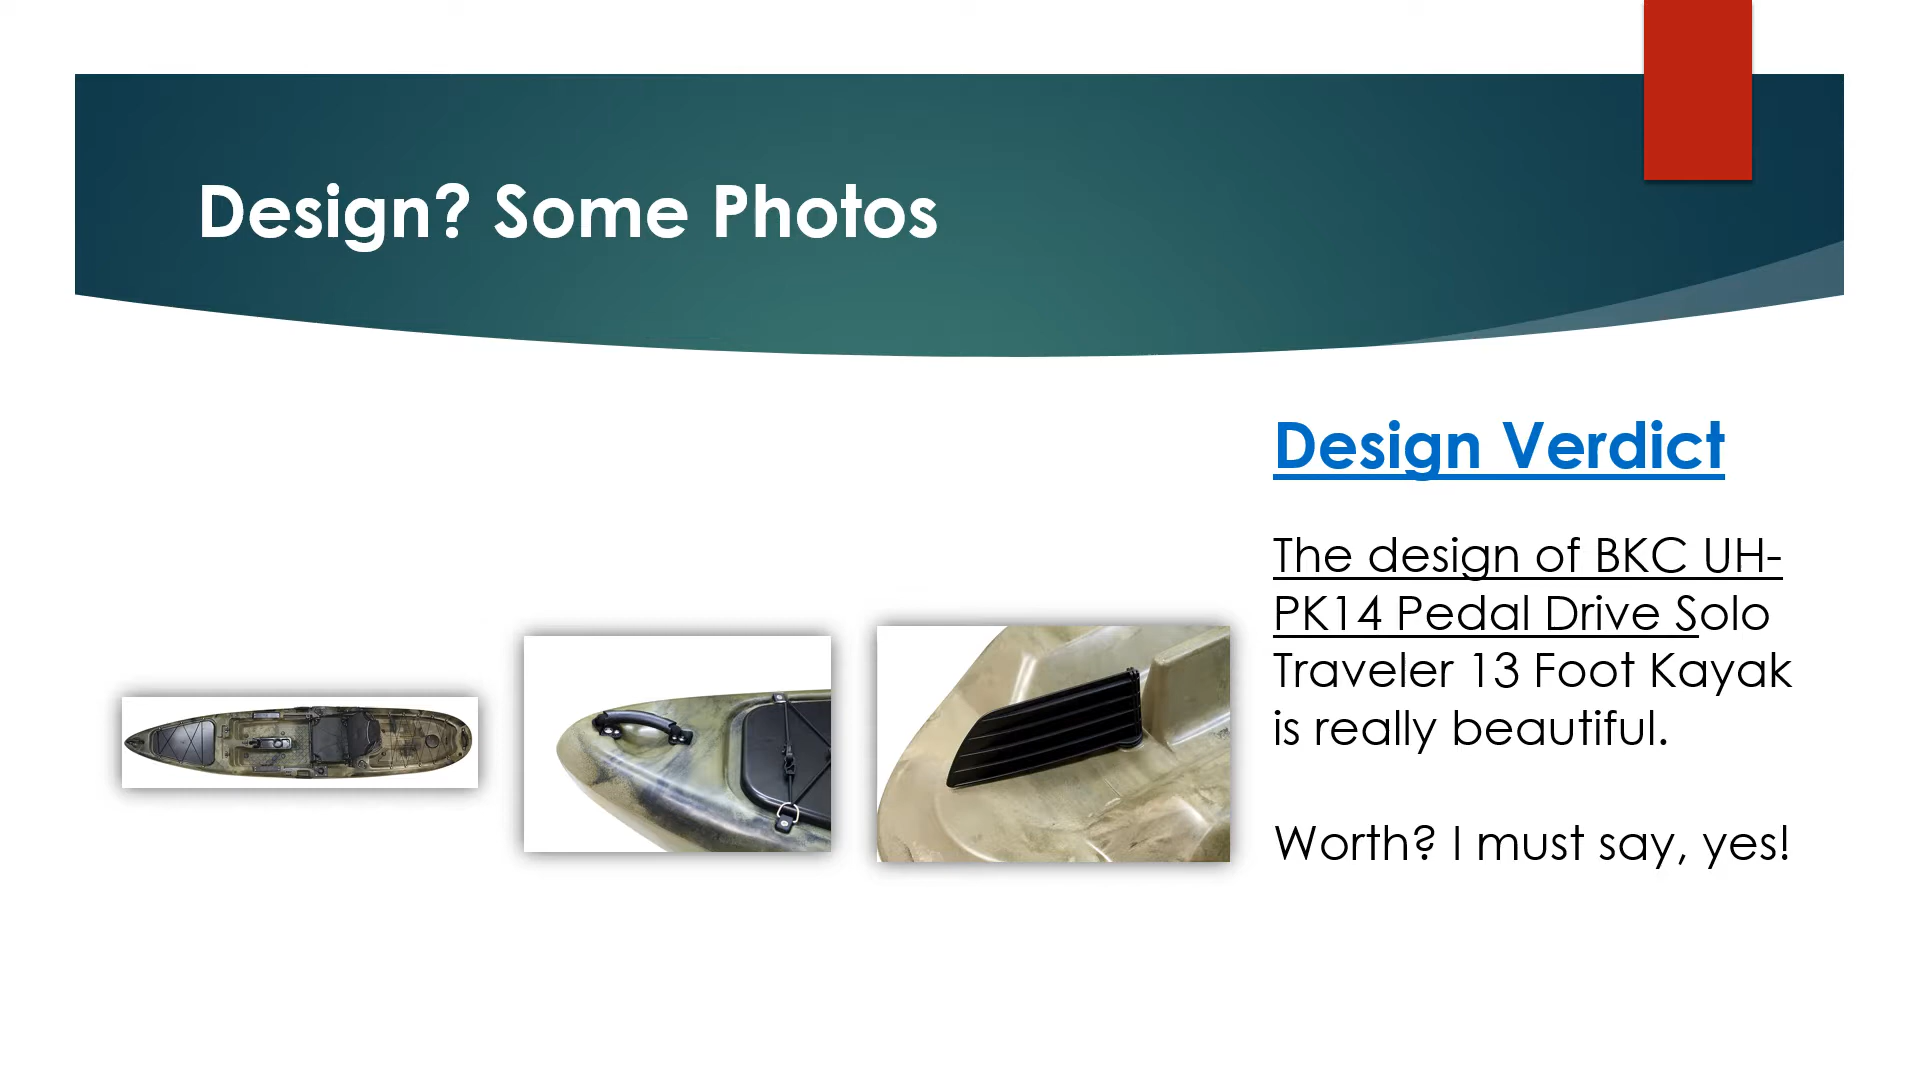 Design? Some Photos
Design Verdict
The design of BKC UH-
PK14 Pedal Drive Solo
Traveler 13 Foot Kayak
is really beautiful.
Worth? I must say, yes!